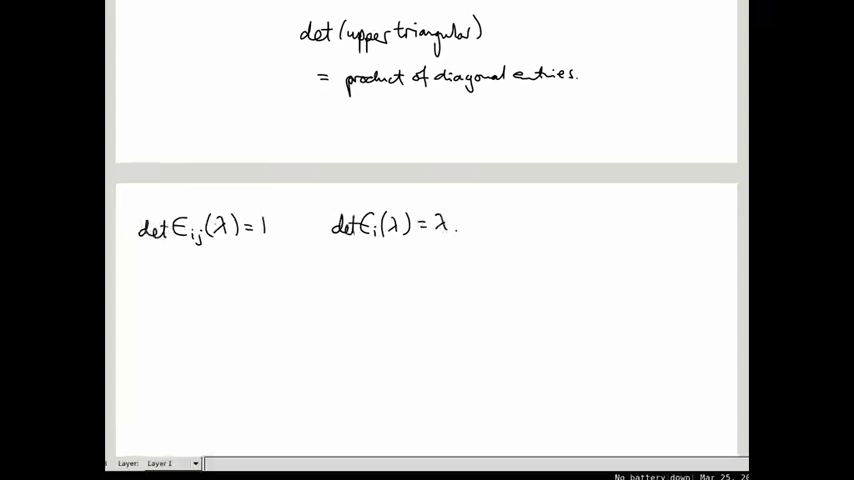 det(upper triangular)
= product of diagonal entries.
det E_ij(λ) = 1 det E_i(λ) = λ.
Layer: Layer 1
No battery down Mar 25, 20